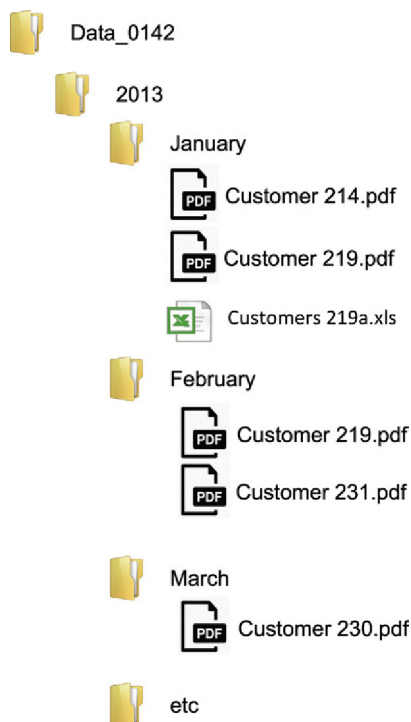 Data_0142
2013
January
PDF Customer 214.pdf
PDF Customer 219.pdf
Customers 219a.xls
February
PDF Customer 219.pdf
PDF Customer 231.pdf
March
PDF Customer 230.pdf
etc